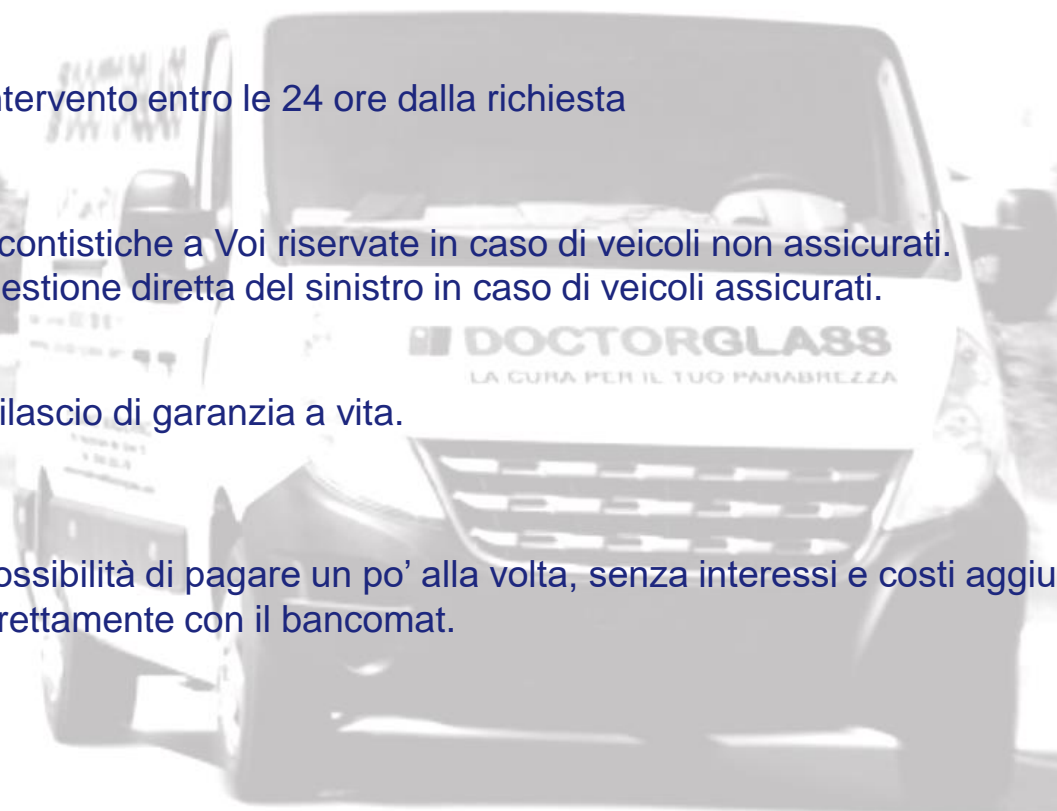 ntervento entro le 24 ore dalla richiesta
contistiche a Voi riservate in caso di veicoli non assicurati.
estione diretta del sinistro in caso di veicoli assicurati.
DOCTORGLASS
LA CURA PER IL TUO PARABREZZA
ilascio di garanzia a vita.
ossibilità di pagare un po’ alla volta, senza interessi e costi aggiu
rettamente con il bancomat.